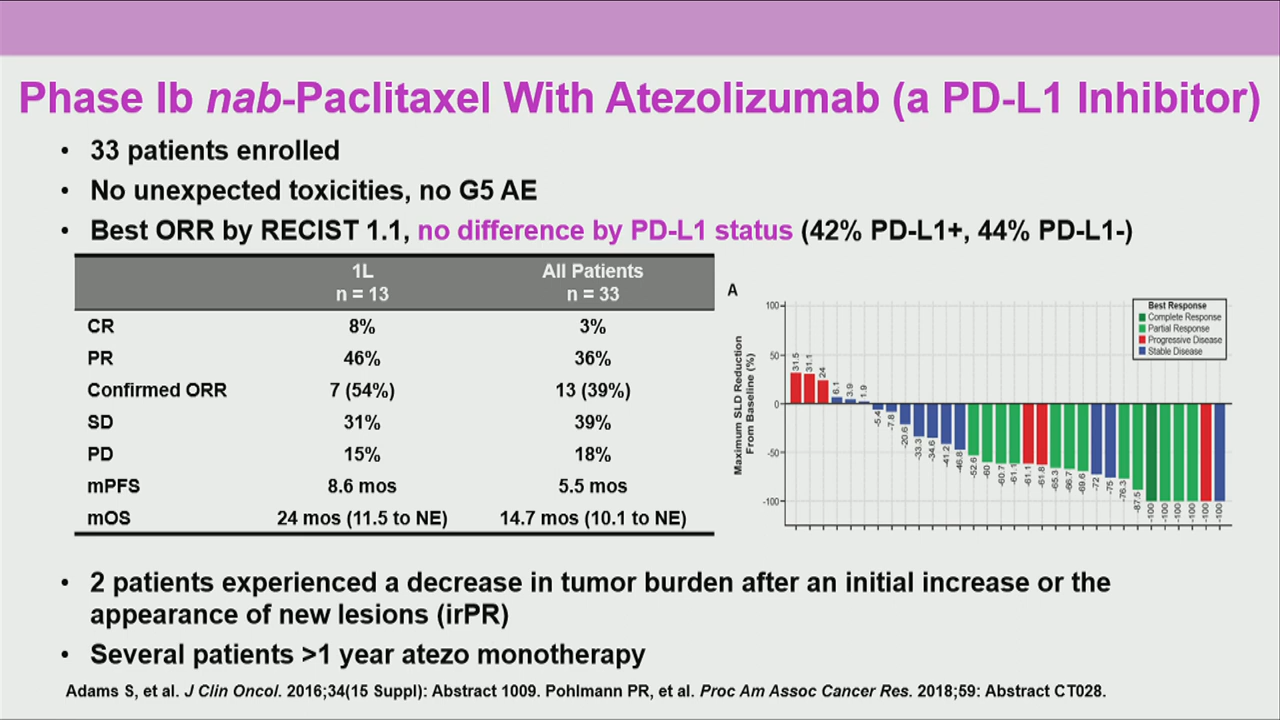 Phase Ib nab-Paclitaxel With Atezolizumab (a PD-L1 Inhibitor)
• 33 patients enrolled
• No unexpected toxicities, no G5 AE
• Best ORR by RECIST 1.1, no difference by PD-L1 status (42% PD-L1+, 44% PD-L1-)
1L All Patients
n = 13 n = 33
CR 8% 3%
PR 46% 36%
Confirmed ORR 7 (54%) 13 (39%)
SD 31% 39%
PD 15% 18%
mPFS 8.6 mos 5.5 mos
mOS 24 mos (11.5 to NE) 14.7 mos (10.1 to NE)
A
Maximum SLD Reduction
From Baseline (%)
100
50
0
-50
-100
Best Response
Complete Response
Partial Response
Progressive Disease
Stable Disease
31.5 31.1 24 6.1 3.9 1.9 -5.4 -7.8 -20.6 -33.3 -34.6 -41.2 -46.8 -52.6 -60 -60.7 -61.1 -61.1 -61.8 -65.3 -66.7 -69.6 -72 -75 -76.3 -87.5 -100 -100 -100 -100 -100 -100
• 2 patients experienced a decrease in tumor burden after an initial increase or the
appearance of new lesions (irPR)
• Several patients >1 year atezo monotherapy
Adams S, et al. J Clin Oncol. 2016;34(15 Suppl): Abstract 1009. Pohlmann PR, et al. Proc Am Assoc Cancer Res. 2018;59: Abstract CT028.